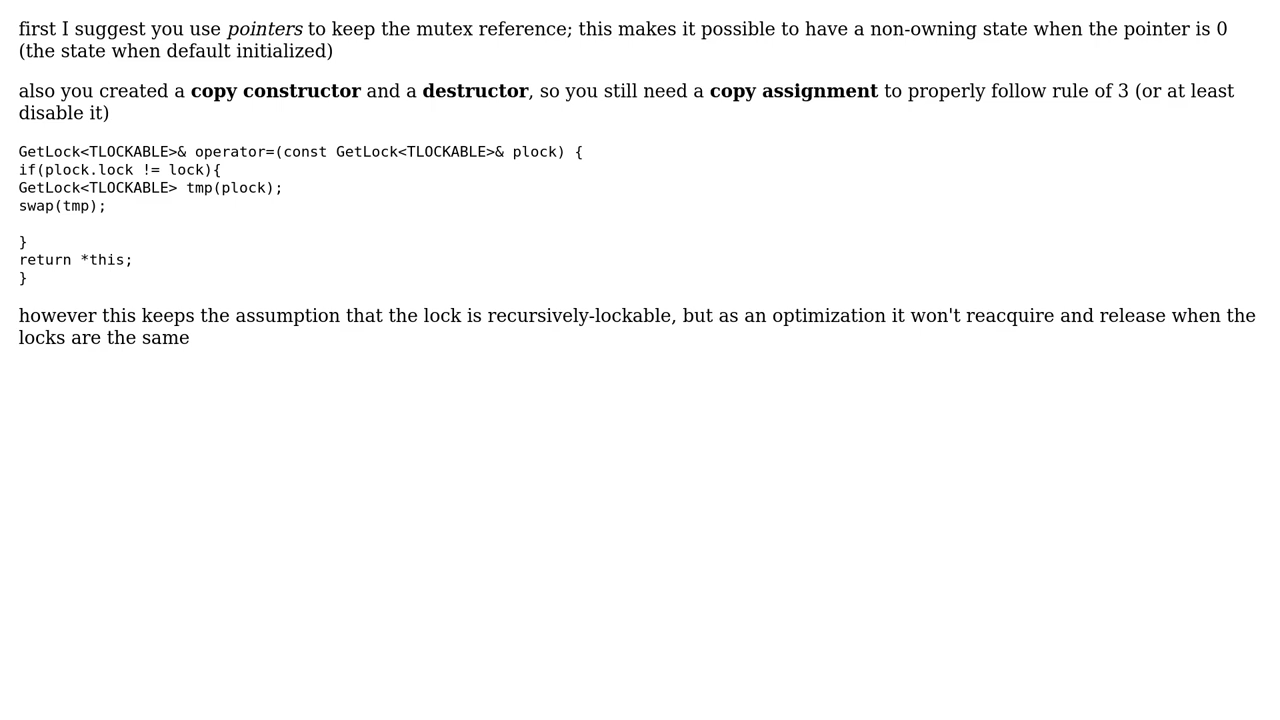 first I suggest you use pointers to keep the mutex reference; this makes it possible to have a non-owning state when the pointer is 0
(the state when default initialized)
also you created a copy constructor and a destructor, so you still need a copy assignment to properly follow rule of 3 (or at least
disable it)
GetLock<TLOCKABLE>& operator=(const GetLock<TLOCKABLE>& plock) {
if(plock.lock != lock){
GetLock<TLOCKABLE> tmp(plock);
swap(tmp);
}
return *this;
}
however this keeps the assumption that the lock is recursively-lockable, but as an optimization it won't reacquire and release when the
locks are the same